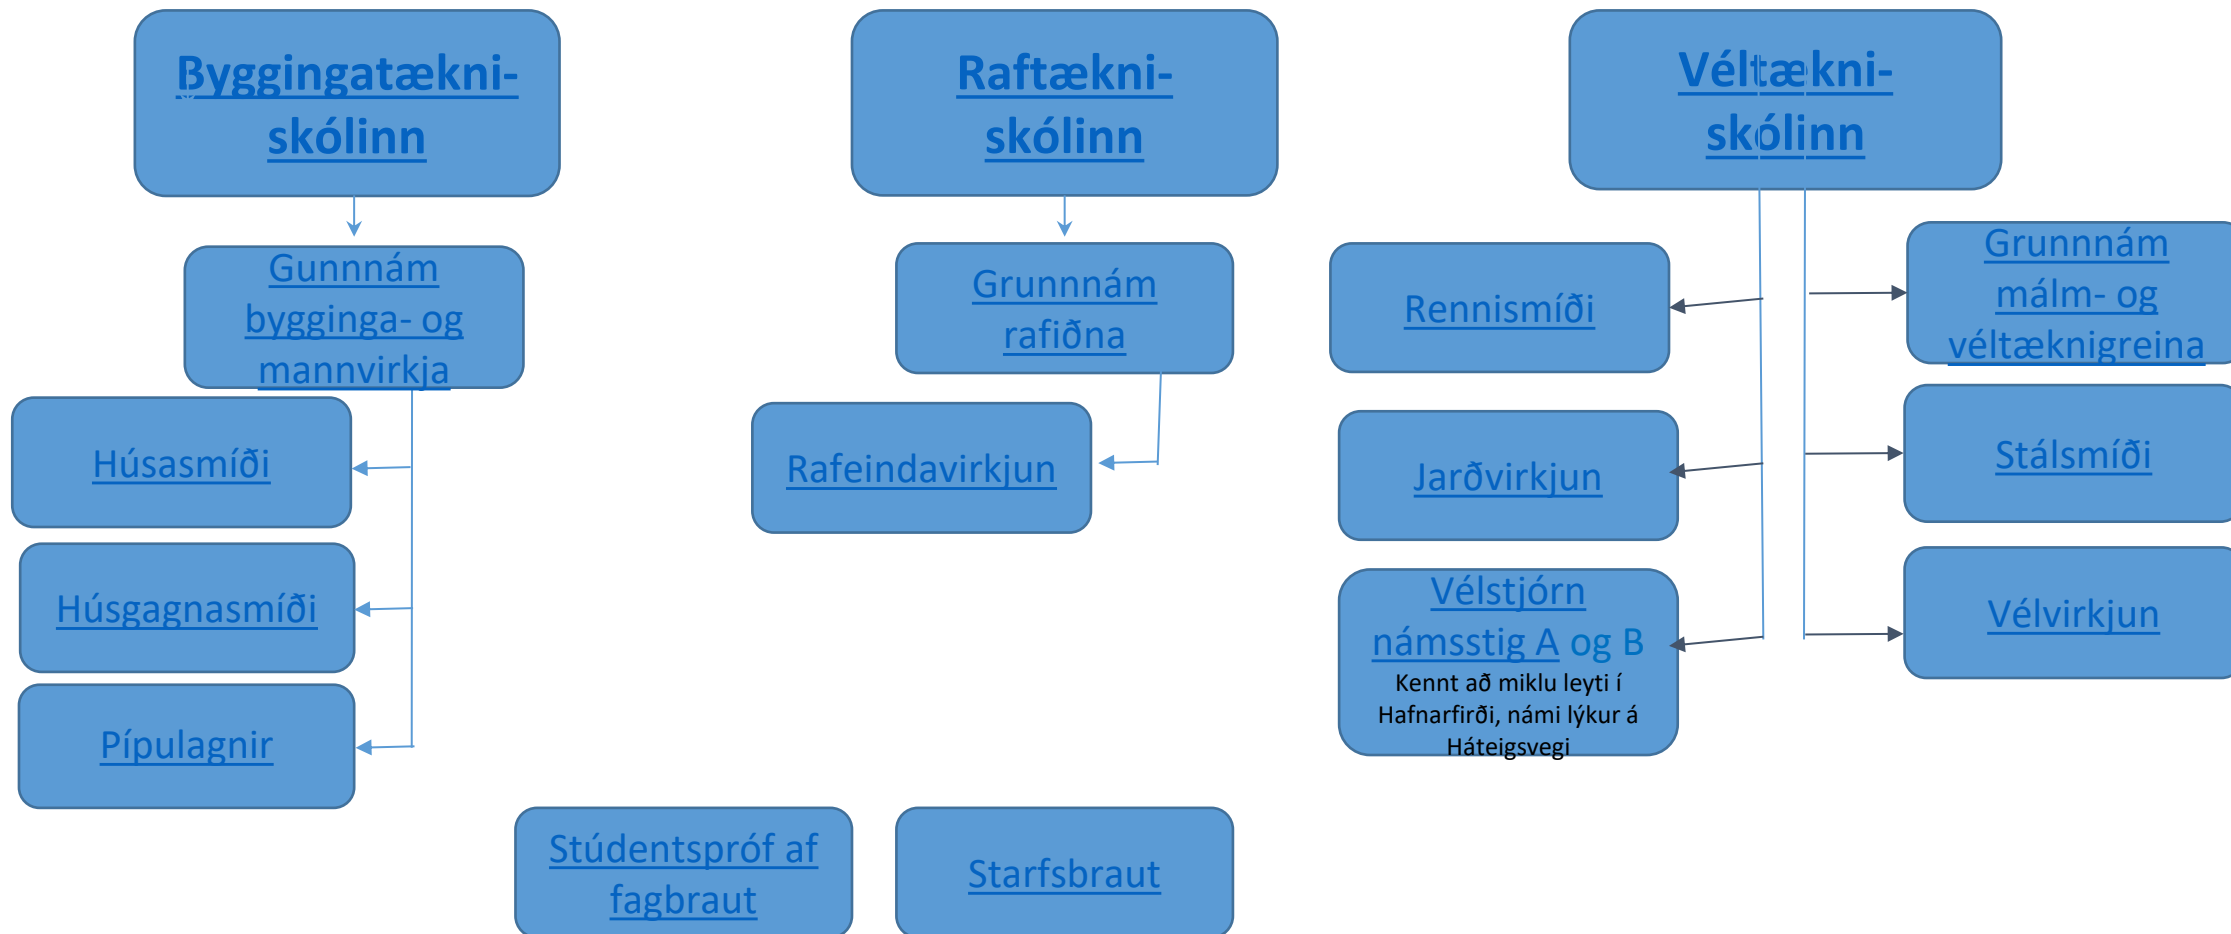 Byggingatækni-
skólinn
Gunnnám
bygginga- og
mannvirkja
Húsasmíði
Húsgagnasmíði
Pípulagnir
Raftækni-
skólinn
Grunnnám
rafiðna
Rafeindavirkjun
Véltækni-
skólinn
Rennismíði
Jarðvirkjun
Vélstjórn
námsstig A og B
Kennt að miklu leyti í
Hafnarfirði, námi lýkur á
Háteigsvegi
Grunnnám
málm- og
véltæknigreina
Stálsmíði
Vélvirkjun
Stúdentspróf af
fagbraut
Starfsbraut